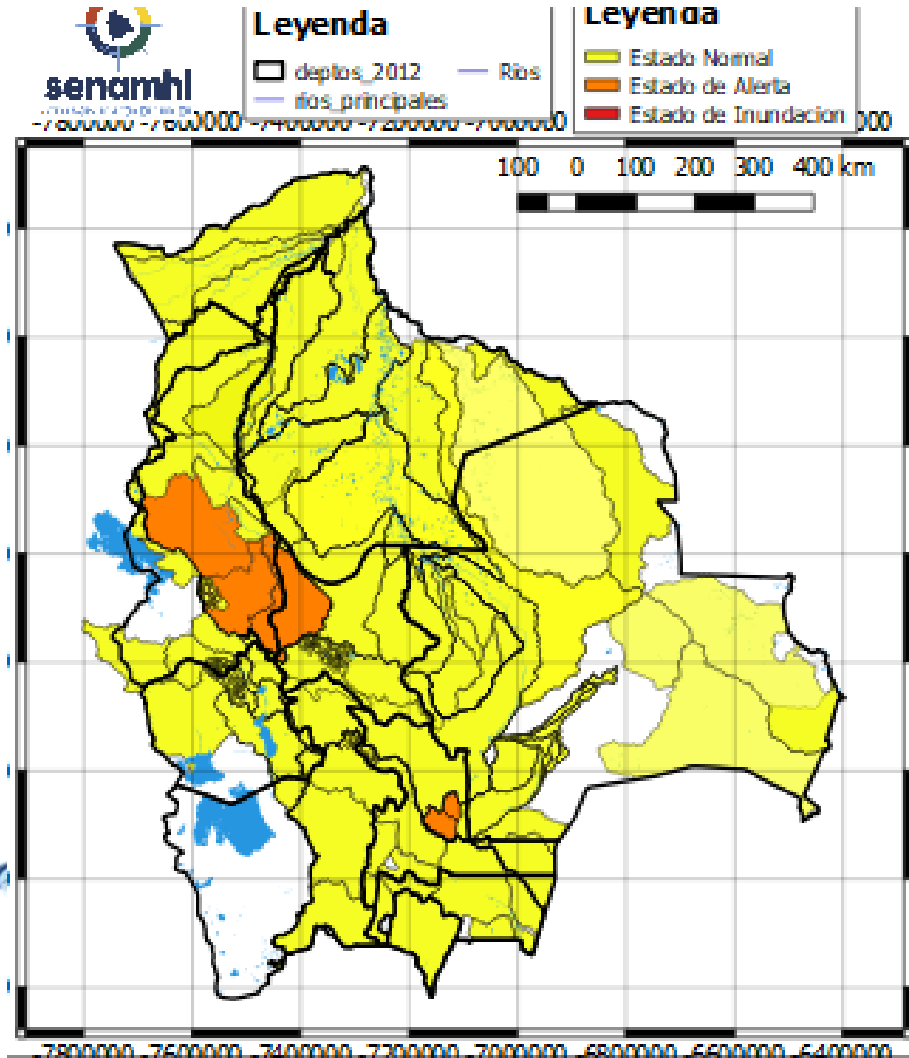 senamhi
Leyenda
deptos_2012
Rios
rios_principales
Leyenda
Estado Normal
Estado de Alerta
Estado de Inundacion
-7800000 -7600000 -7400000 -7200000 -7000000
100 0 100 200 300 400 km
-7800000 -7600000 -7400000 -7200000 -7000000 -6800000 -6600000 -6400000